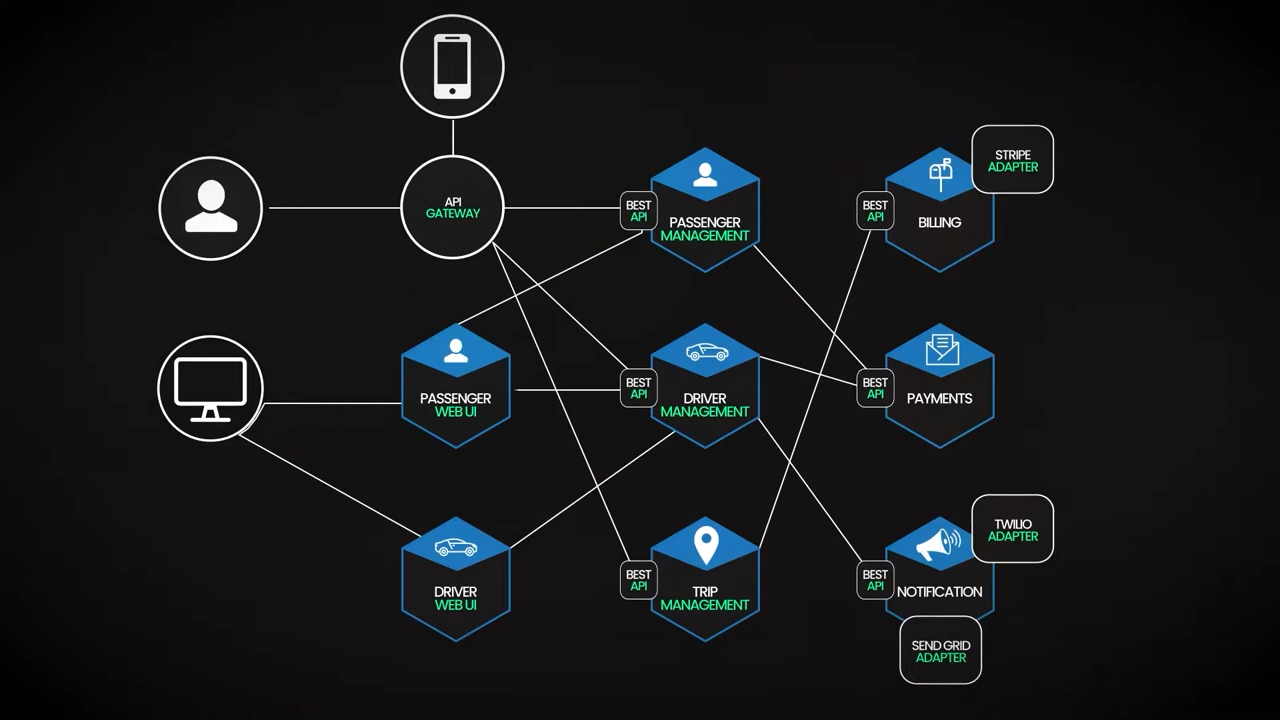 STRIPE
ADAPTER
API
GATEWAY
BEST
API
PASSENGER
MANAGEMENT
BEST
API
BILLING
PASSENGER
WEB UI
BEST
API
DRIVER
MANAGEMENT
BEST
API
PAYMENTS
TWILIO
ADAPTER
DRIVER
WEB UI
BEST
API
TRIP
MANAGEMENT
BEST
API
NOTIFICATION
SEND GRID
ADAPTER